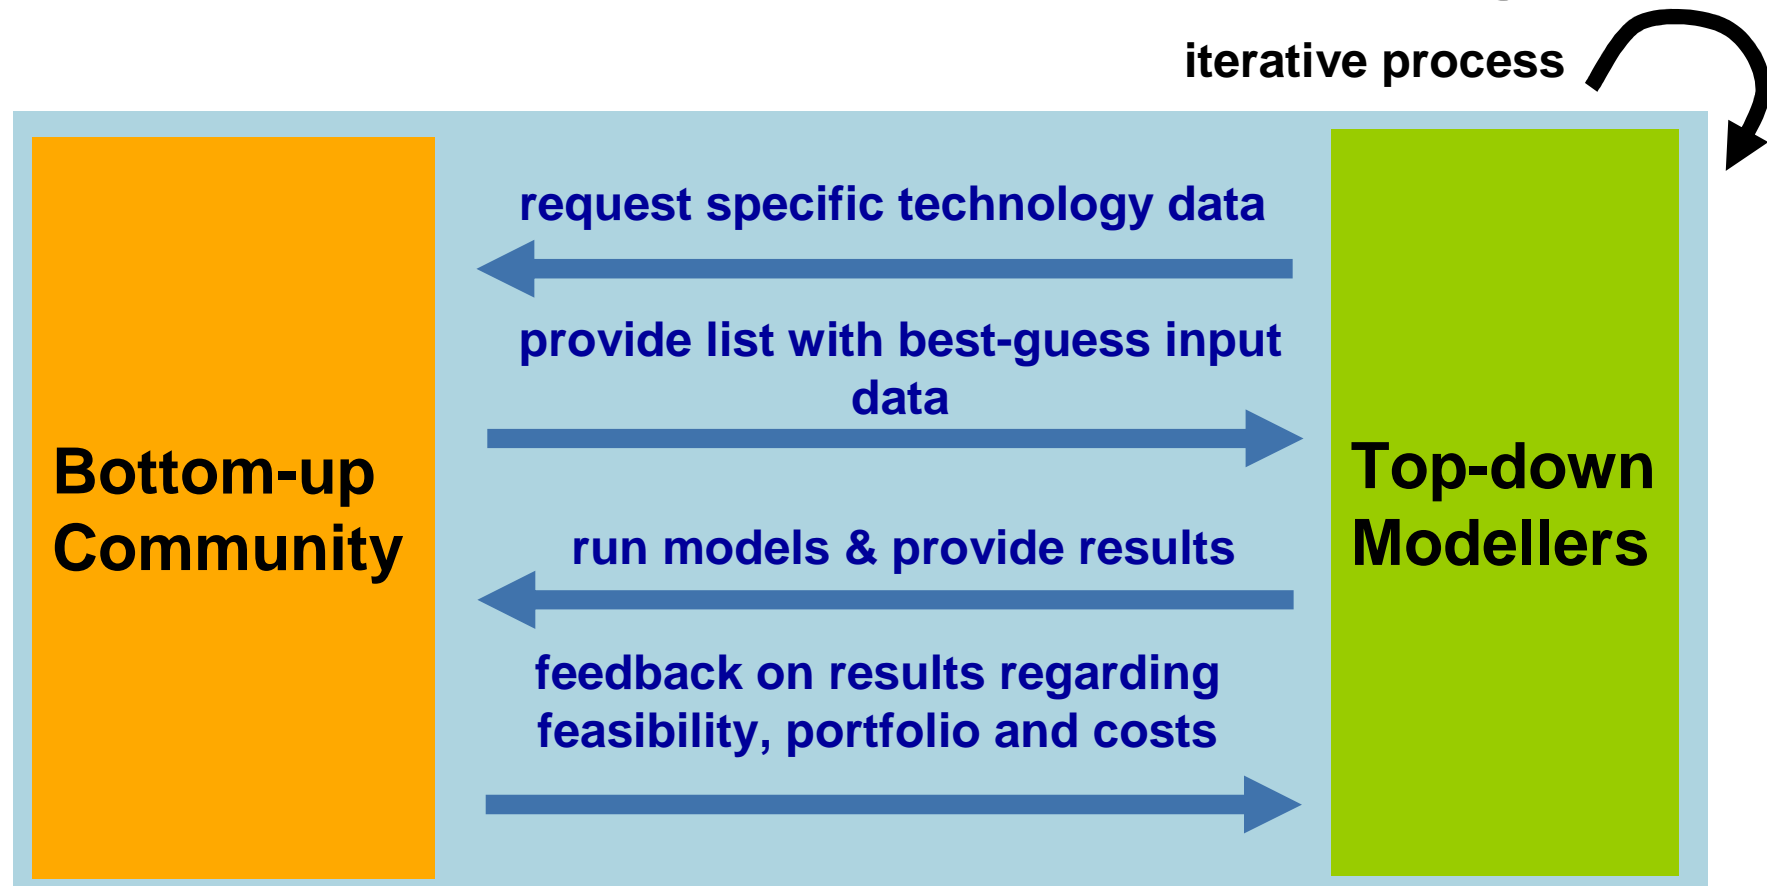 iterative process
request specific technology data
provide list with best-guess input
data
Bottom-up
Community
Top-down
Modellers
run models & provide results
feedback on results regarding
feasibility, portfolio and costs